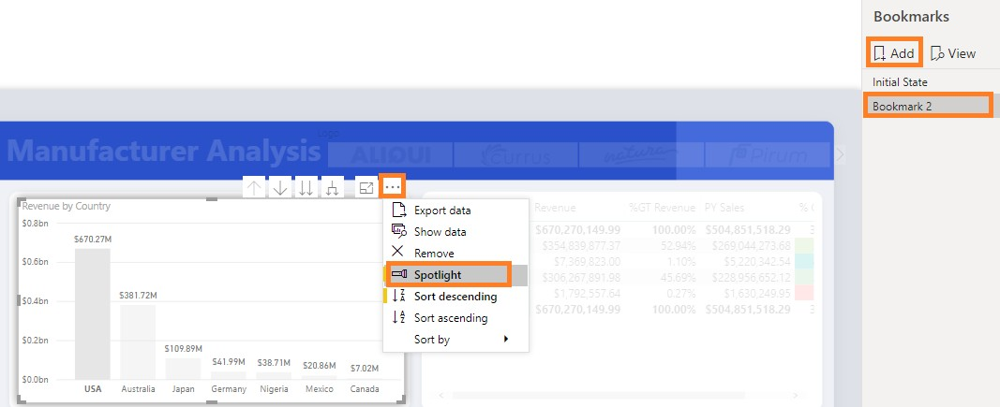 Bookmarks
Add View
Initial State
Bookmark 2
Manufacturer Analysis
Logo
ALIQUI Currus natura Pirum
Revenue by Country
$0.8bn
$0.6bn
$0.4bn
$0.2bn
$0.0bn
$670.27M
$381.72M
$109.89M
$41.99M
$38.71M
$20.86M
$7.02M
USA Australia Japan Germany Nigeria Mexico Canada
Export data
Show data
Remove
Spotlight
Sort descending
Sort ascending
Sort by
Revenue %GT Revenue PY Sales
$670,270,149.99 100.00% $504,851,518.29
$354,839,877.37 52.94% $269,044,273.68
$7,369,823.00 1.10% $5,220,342.54
$306,267,891.98 45.69% $228,956,652.12
$1,792,557.64 0.27% $1,630,249.95
$670,270,149.99 100.00% $504,851,518.29